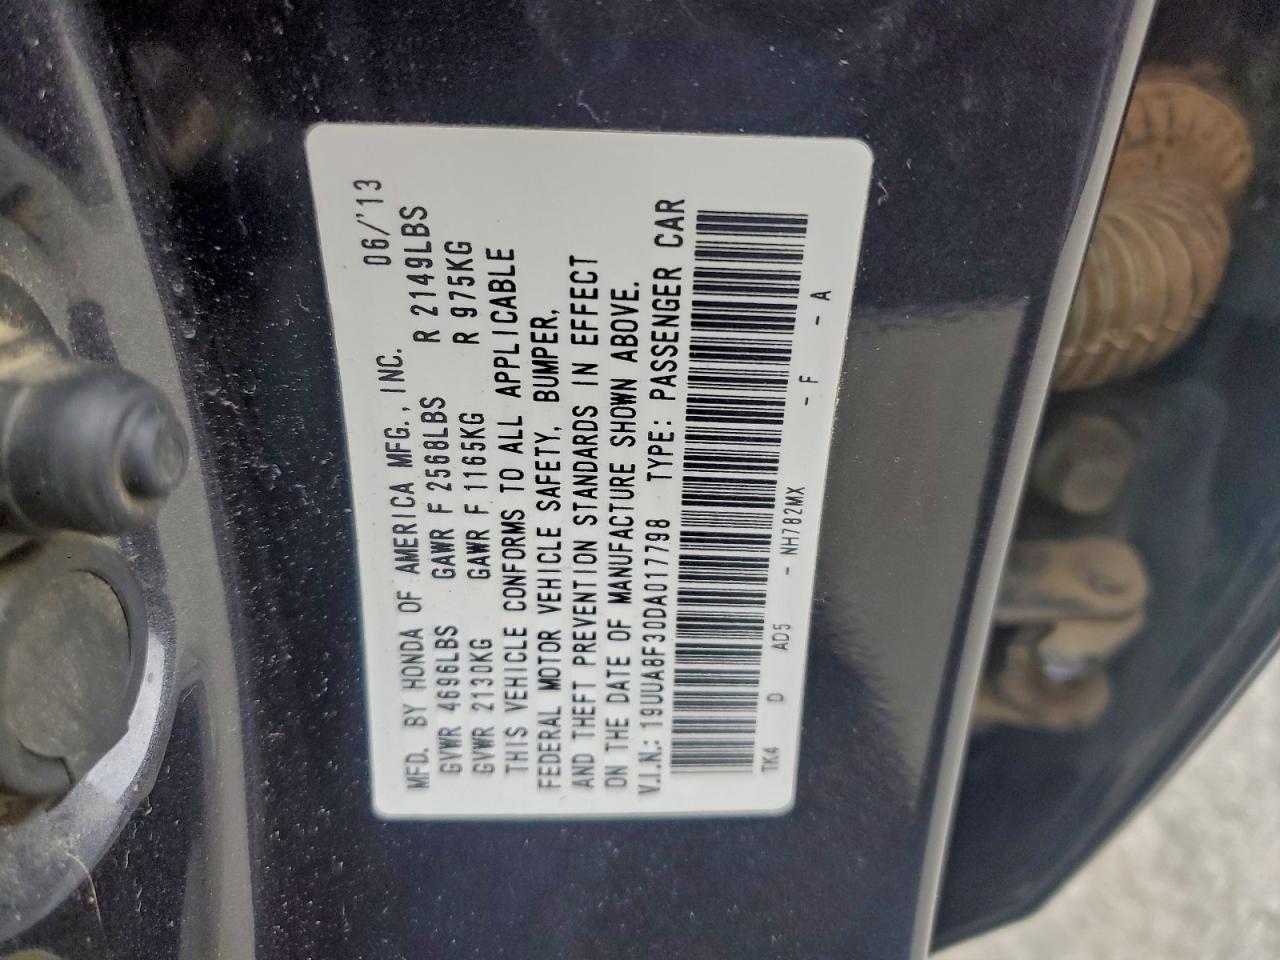 MFD. BY HONDA OF AMERICA MFG., INC. 06/'13
GVWR 4696LBS GAWR F 2568LBS R 2149LBS
GVWR 2130KG GAWR F 1165KG R 975KG
THIS VEHICLE CONFORMS TO ALL APPLICABLE
FEDERAL MOTOR VEHICLE SAFETY, BUMPER,
AND THEFT PREVENTION STANDARDS IN EFFECT
ON THE DATE OF MANUFACTURE SHOWN ABOVE.
V.I.N.: 19UUA8F30DA017798 TYPE: PASSENGER CAR
TK4 D AD5 - NH782MX - F - A